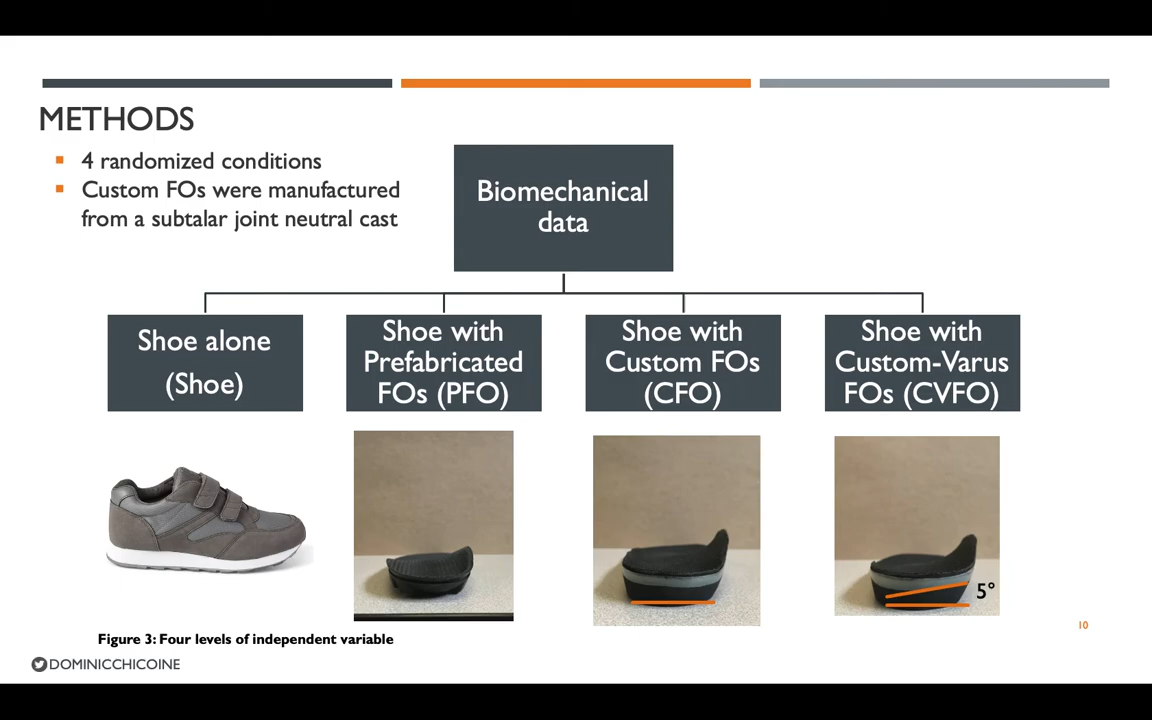 METHODS
▪ 4 randomized conditions
▪ Custom FOs were manufactured
from a subtalar joint neutral cast
Biomechanical
data
Shoe alone
(Shoe)
Shoe with
Prefabricated
FOs (PFO)
Shoe with
Custom FOs
(CFO)
Shoe with
Custom-Varus
FOs (CVFO)
5°
Figure 3: Four levels of independent variable
10
DOMINICCHICOINE